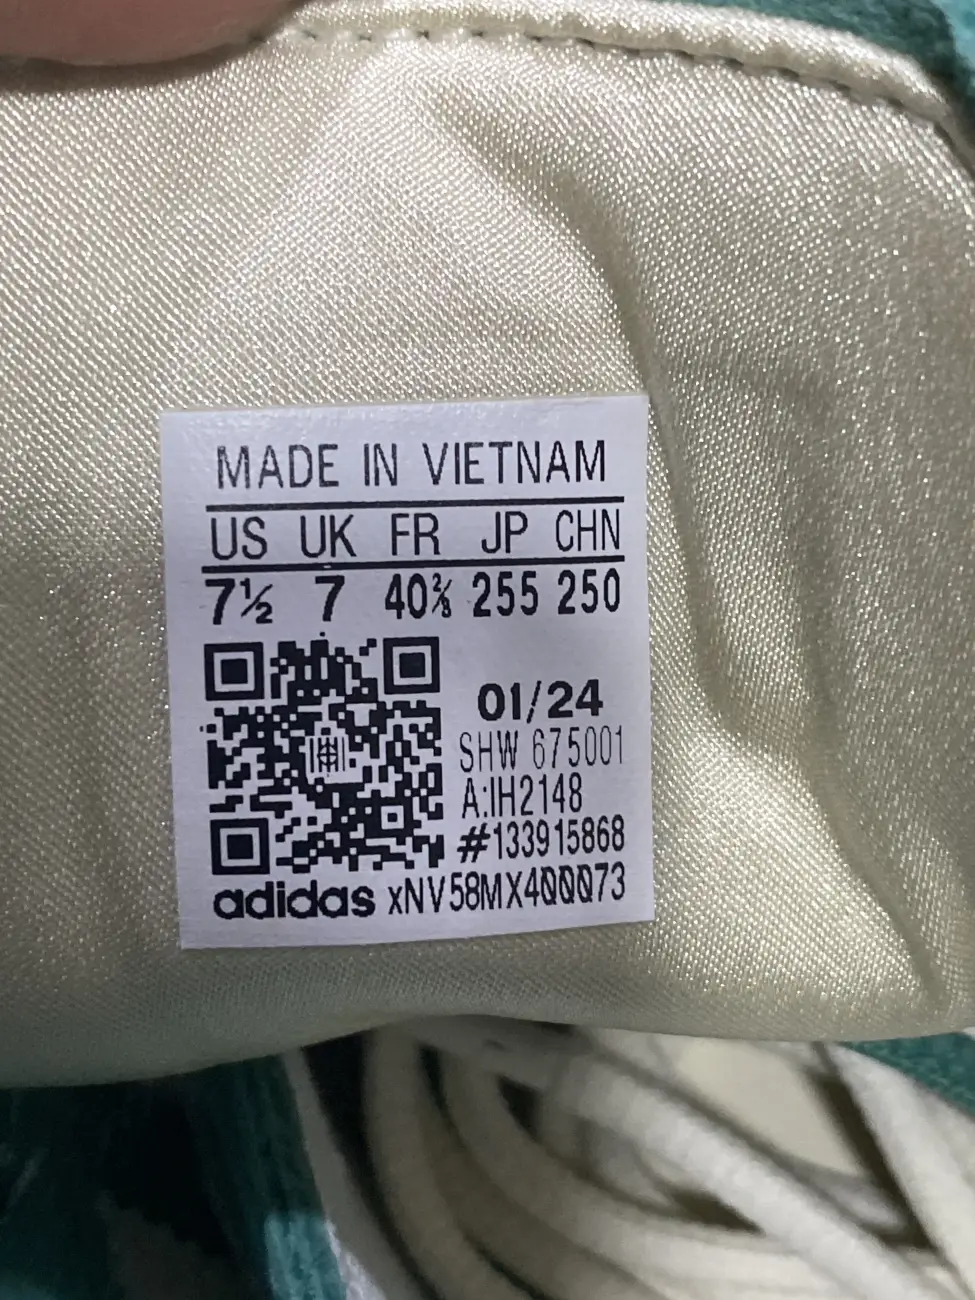 MADE IN VIETNAM
US UK FR JP CHN
7½ 7 40⅔ 255 250
01/24
SHW 675001
A:IH2148
#133915868
adidas xNV58MX400073